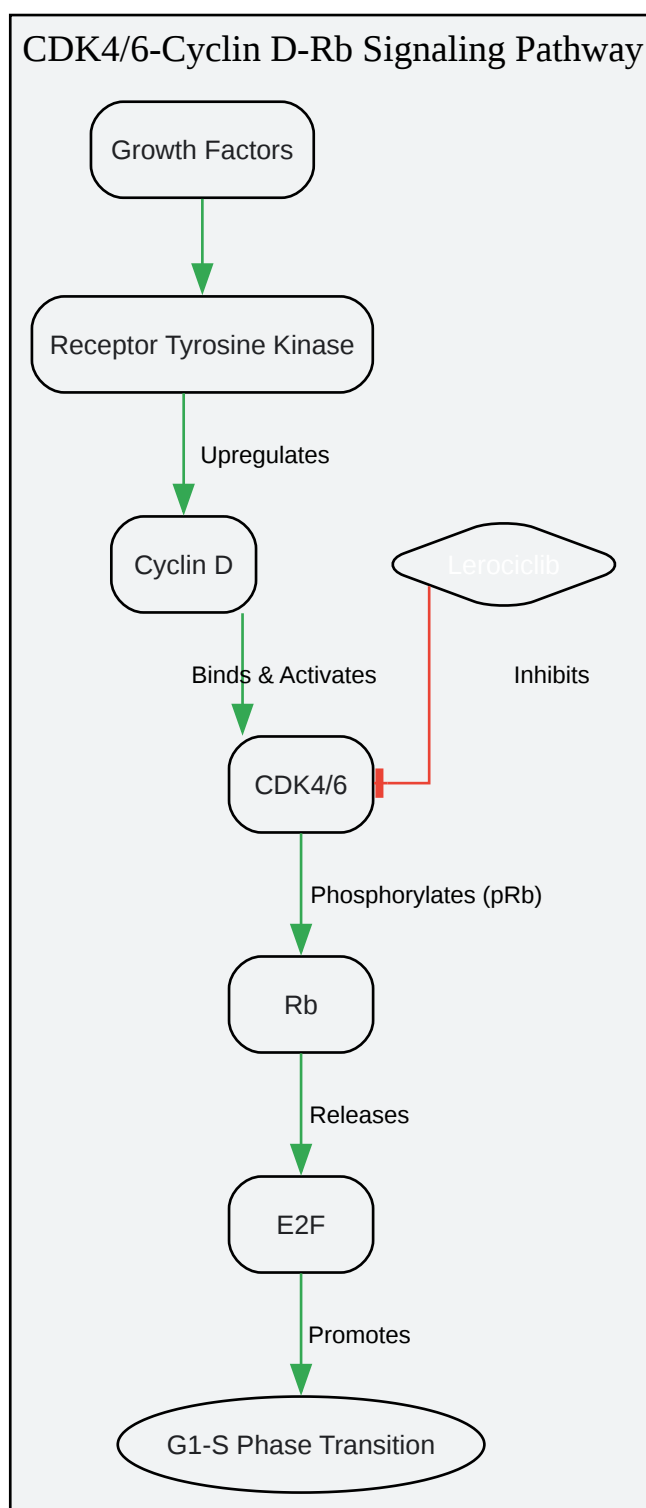 CDK4/6-Cyclin D-Rb Signaling Pathway
Growth Factors
Receptor Tyrosine Kinase
Upregulates
Cyclin D
Lerociclib
Binds & Activates
Inhibits
CDK4/6
Phosphorylates (pRb)
Rb
Releases
E2F
Promotes
G1-S Phase Transition